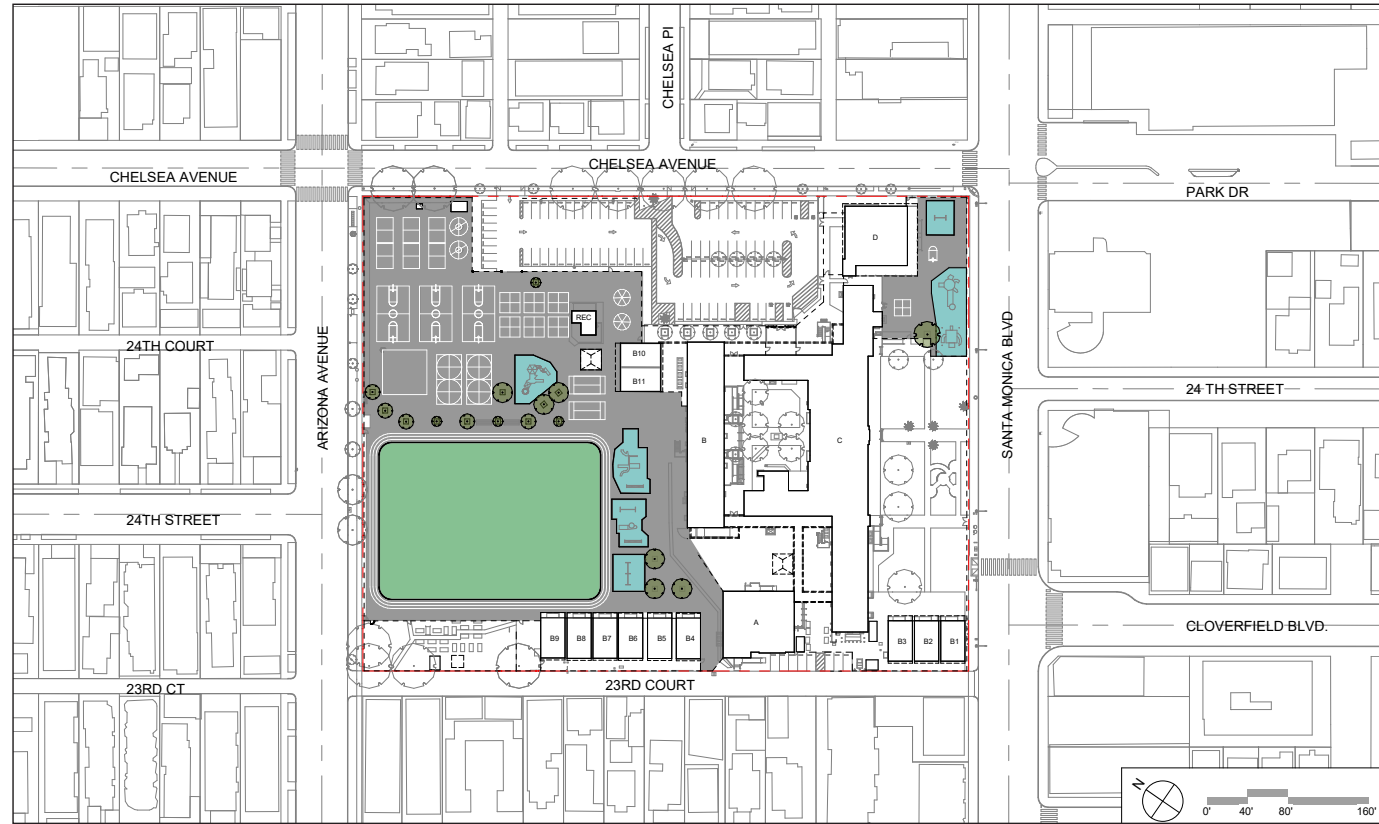 CHELSEA PI
CHELSEA AVENUE
CHELSEA AVENUE
PARK DR
D
REC
24TH COURT
ARIZONA AVENUE
B10
B11
B
C
SANTA MONICA BLVD
24 TH STREET
24TH STREET
B9
B8
B7
B6
B5
B4
A
B3
B2
B1
CLOVERFIELD BLVD.
23RD CT
23RD COURT
N
0'
40'
80'
160'